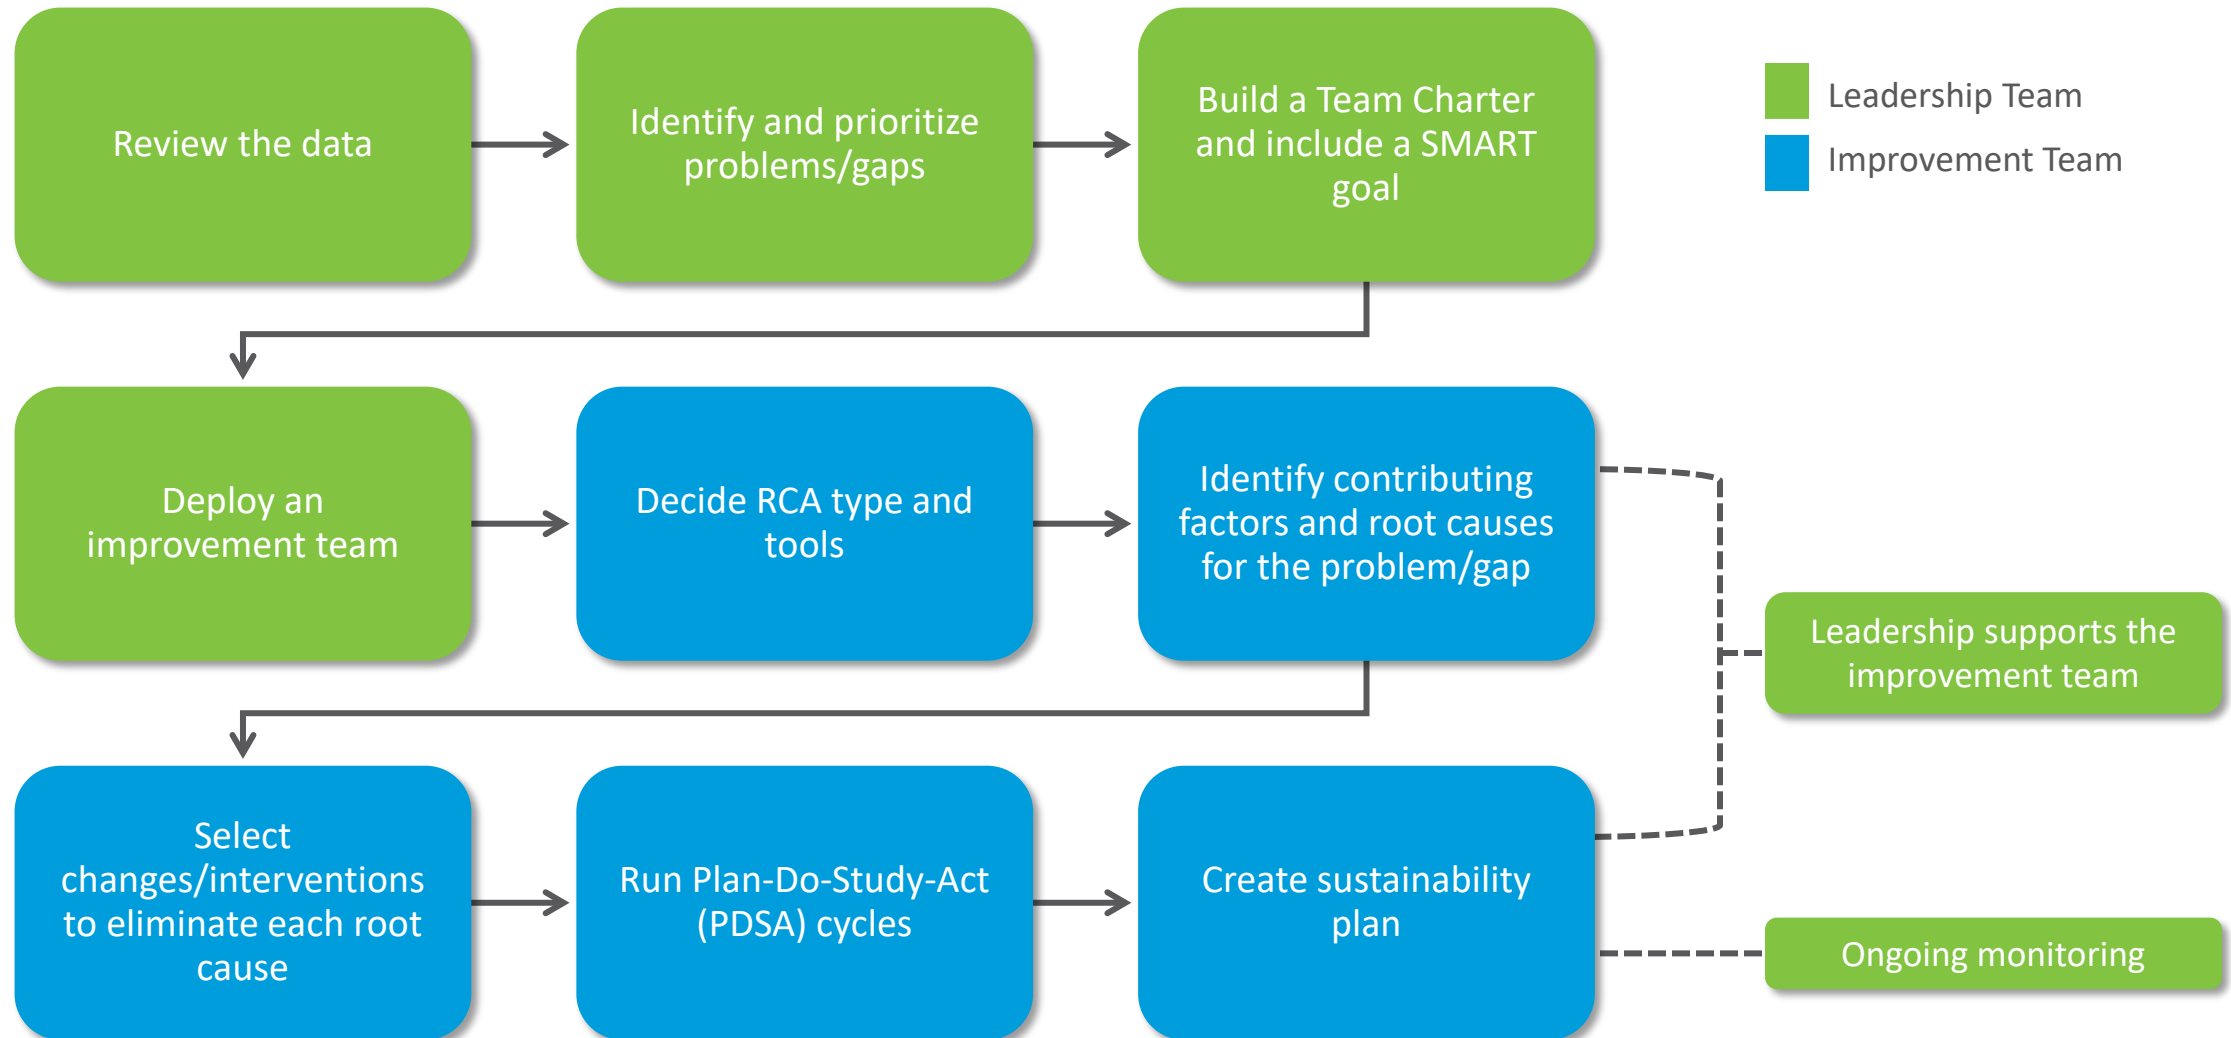 Review the data
Identify and prioritize
problems/gaps
Build a Team Charter
and include a SMART
goal
Leadership Team
Improvement Team
Deploy an
improvement team
Decide RCA type and
tools
Identify contributing
factors and root causes
for the problem/gap
Leadership supports the
improvement team
Select
changes/interventions
to eliminate each root
cause
Run Plan-Do-Study-Act
(PDSA) cycles
Create sustainability
plan
Ongoing monitoring